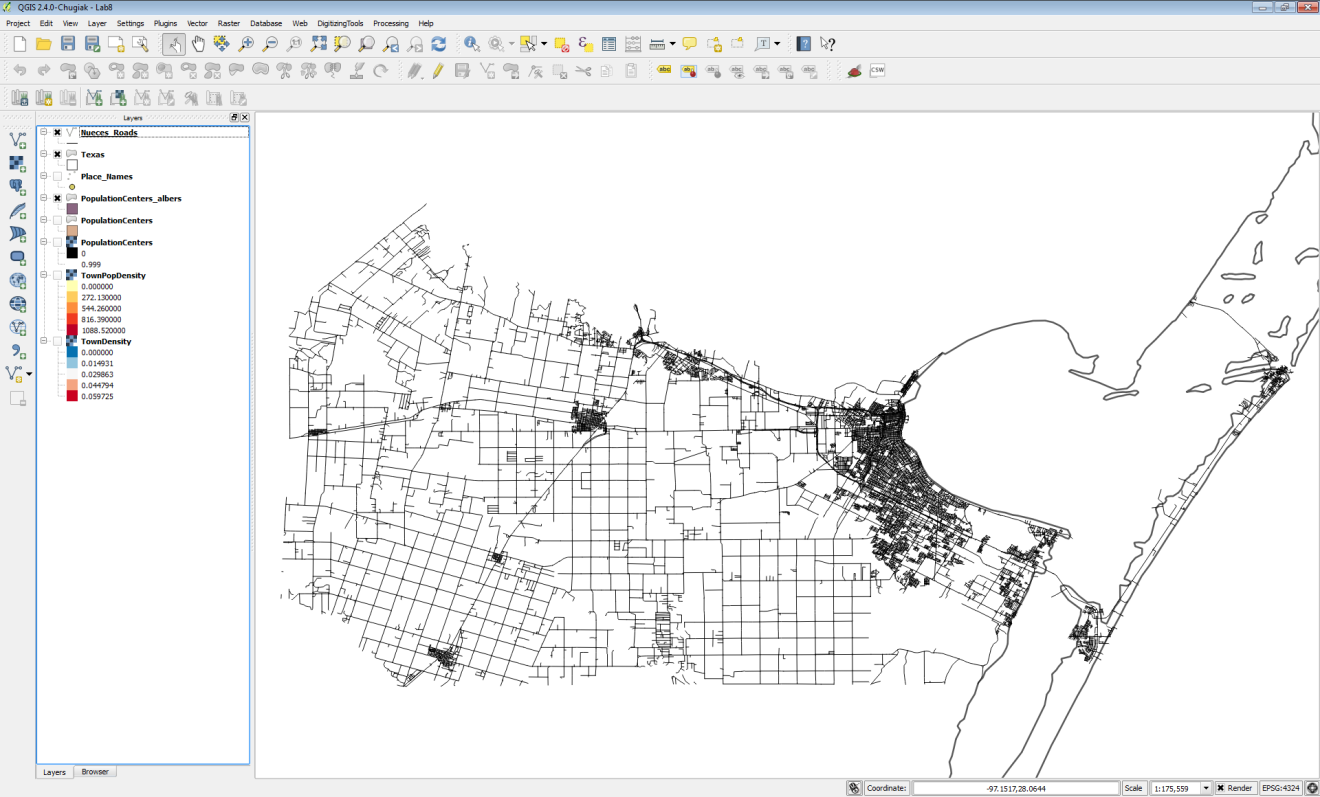 QGIS 2.4.0-Chugiak - Lab8
Project Edit View Layer Settings Plugins Vector Raster Database Web DigitizingTools Processing Help
Layers
Nueces_Roads
Texas
Place_Names
PopulationCenters_albers
PopulationCenters
PopulationCenters
0
0.999
TownPopDensity
0.000000
272.130000
544.260000
816.390000
1088.520000
TownDensity
0.000000
0.014931
0.029863
0.044794
0.059725
Layers Browser
Coordinate: -97.1517,28.0644 Scale 1:175,559 Render EPSG:4324